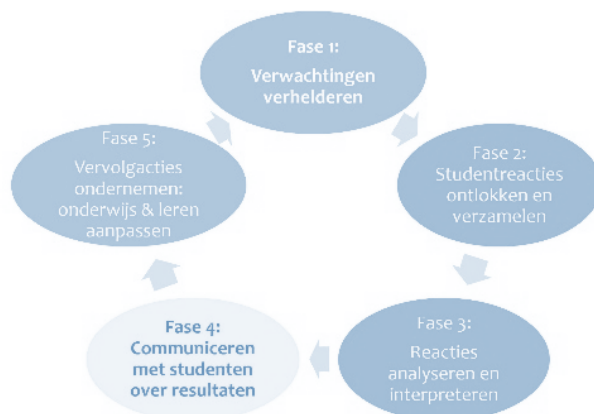 Fase 1:
Verwachtingen
verhelderen
Fase 2:
Studentreacties
ontlokken en
verzamelen
Fase 3:
Reacties
analyseren en
interpreteren
Fase 4:
Communiceren
met studenten
over resultaten
Fase 5:
Vervolgacties
ondernemen:
onderwijs & leren
aanpassen